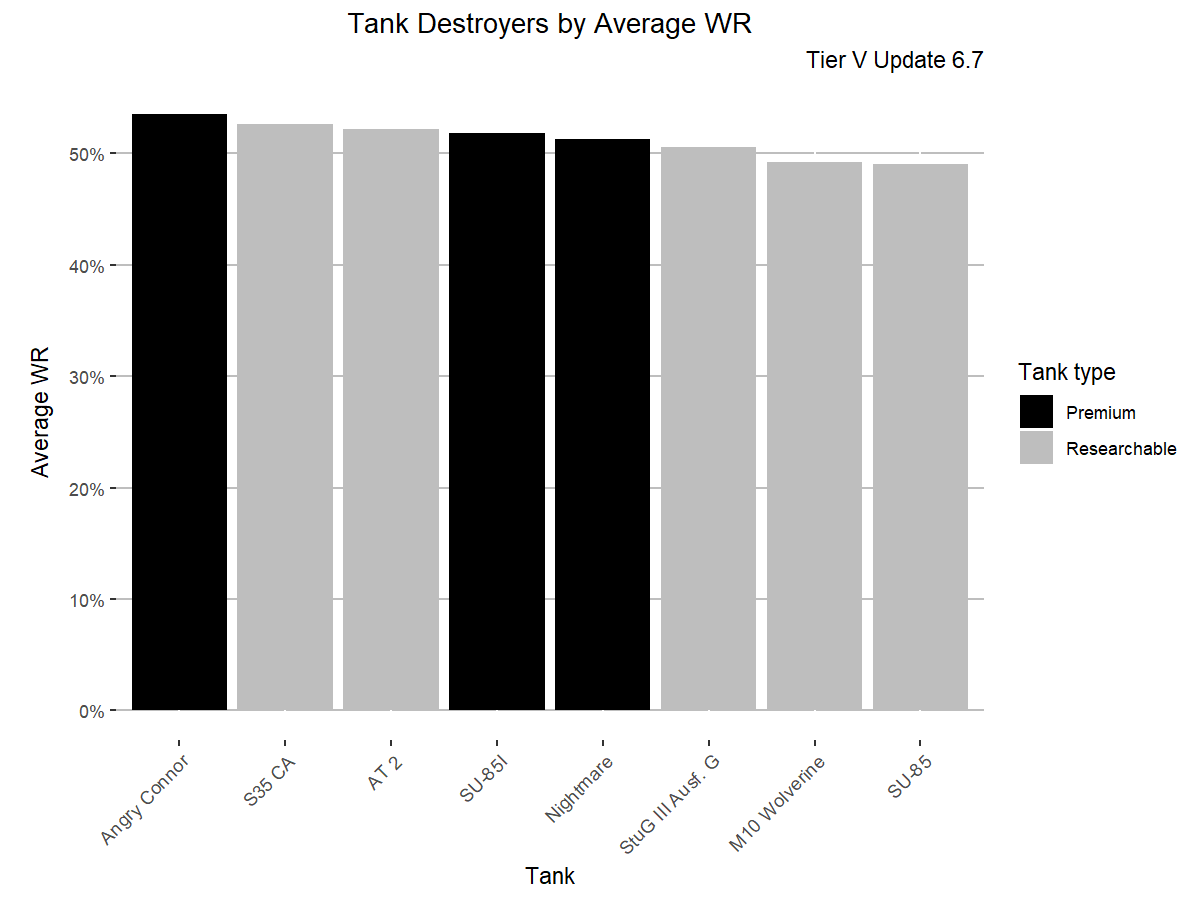 Tank Destroyers by Average WR
Tier V Update 6.7
Average WR
50%
40%
30%
20%
10%
0%
Angry Connor
S35 CA
AT 2
SU-85I
Nightmare
StuG III Ausf. G
M10 Wolverine
SU-85
Tank
Tank type
Premium
Researchable